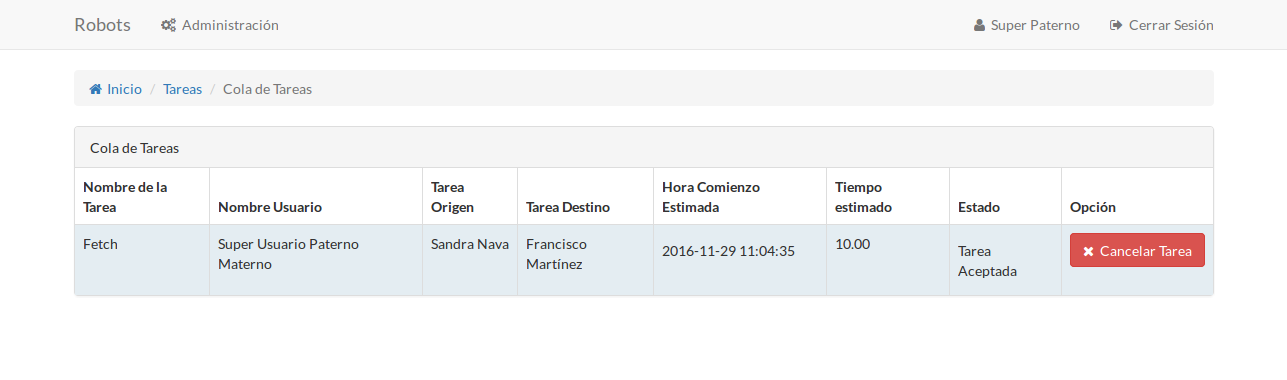 Robots Administración Super Paterno Cerrar Sesión
Inicio / Tareas / Cola de Tareas
Cola de Tareas
Nombre de la Tarea Nombre Usuario Tarea Origen Tarea Destino Hora Comienzo Estimada Tiempo estimado Estado Opción
Fetch Super Usuario Paterno Materno Sandra Nava Francisco Martínez 2016-11-29 11:04:35 10.00 Tarea Aceptada Cancelar Tarea